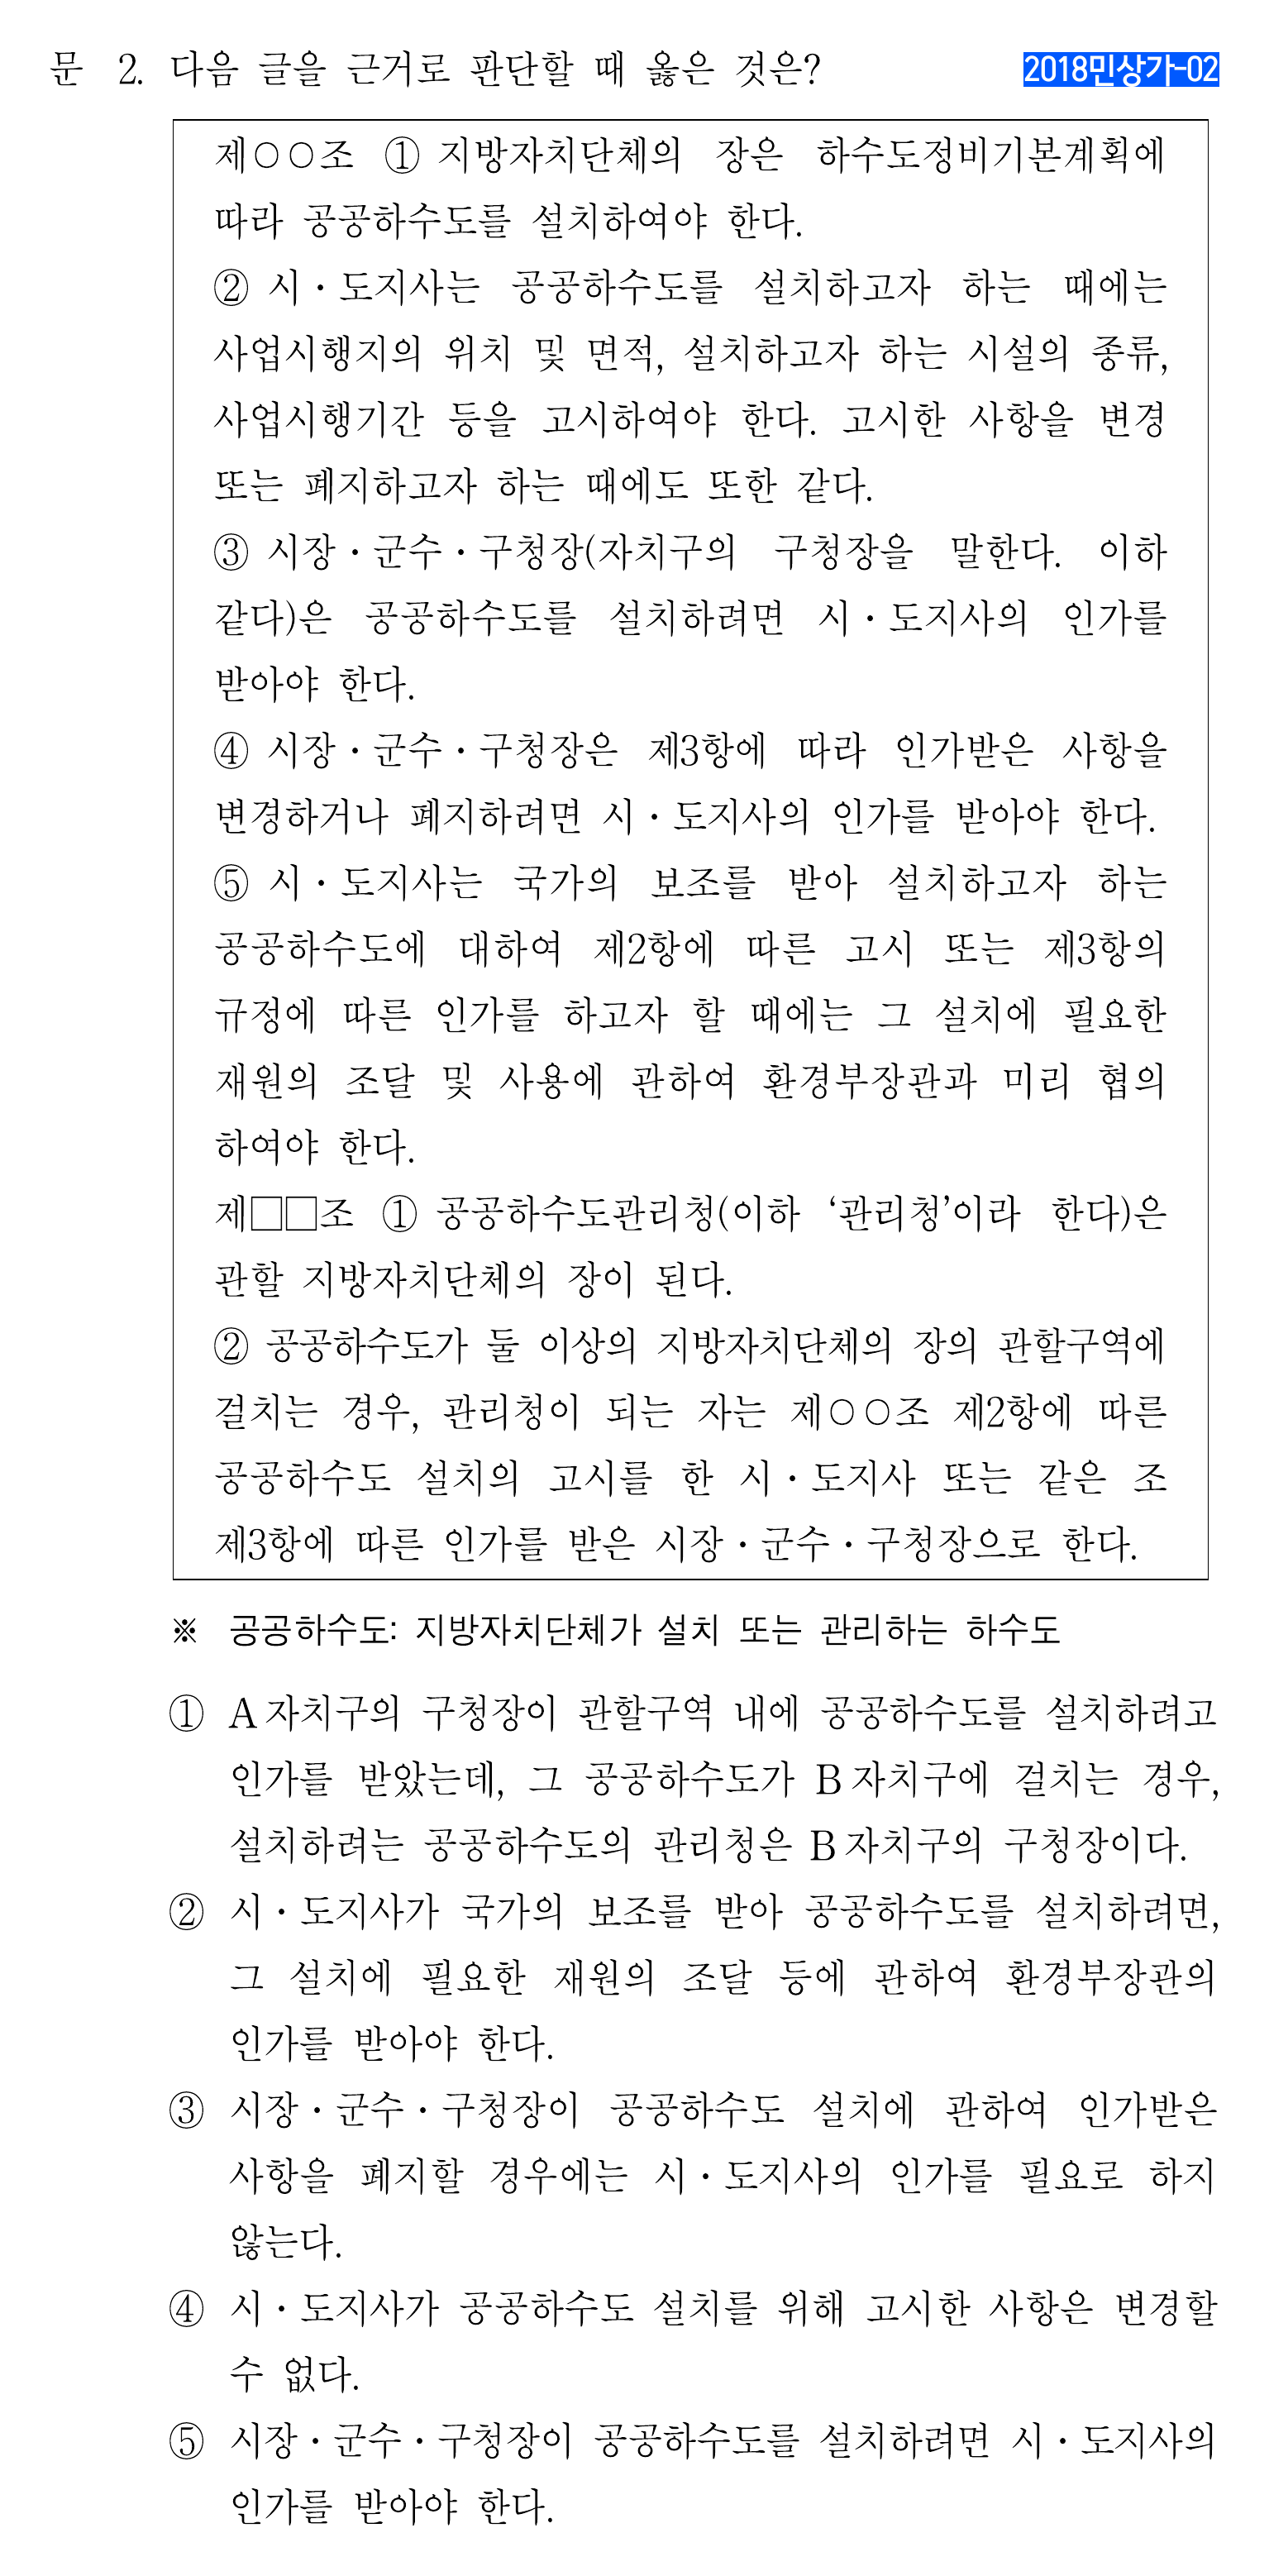 문 2. 다음 글을 근거로 판단할 때 옳은 것은?
2018민상가-02
제○○조 ① 지방자치단체의 장은 하수도정비기본계획에
따라 공공하수도를 설치하여야 한다.
② 시・도지사는 공공하수도를 설치하고자 하는 때에는
사업시행지의 위치 및 면적, 설치하고자 하는 시설의 종류,
사업시행기간 등을 고시하여야 한다. 고시한 사항을 변경
또는 폐지하고자 하는 때에도 또한 같다.
③ 시장・군수・구청장(자치구의 구청장을 말한다. 이하
같다)은 공공하수도를 설치하려면 시・도지사의 인가를
받아야 한다.
④ 시장・군수・구청장은 제3항에 따라 인가받은 사항을
변경하거나 폐지하려면 시・도지사의 인가를 받아야 한다.
⑤ 시・도지사는 국가의 보조를 받아 설치하고자 하는
공공하수도에 대하여 제2항에 따른 고시 또는 제3항의
규정에 따른 인가를 하고자 할 때에는 그 설치에 필요한
재원의 조달 및 사용에 관하여 환경부장관과 미리 협의
하여야 한다.
제□□조 ① 공공하수도관리청(이하 ‘관리청’이라 한다)은
관할 지방자치단체의 장이 된다.
② 공공하수도가 둘 이상의 지방자치단체의 장의 관할구역에
걸치는 경우, 관리청이 되는 자는 제○○조 제2항에 따른
공공하수도 설치의 고시를 한 시・도지사 또는 같은 조
제3항에 따른 인가를 받은 시장・군수・구청장으로 한다.
※ 공공하수도: 지방자치단체가 설치 또는 관리하는 하수도
① A자치구의 구청장이 관할구역 내에 공공하수도를 설치하려고
인가를 받았는데, 그 공공하수도가 B자치구에 걸치는 경우,
설치하려는 공공하수도의 관리청은 B자치구의 구청장이다.
② 시・도지사가 국가의 보조를 받아 공공하수도를 설치하려면,
그 설치에 필요한 재원의 조달 등에 관하여 환경부장관의
인가를 받아야 한다.
③ 시장・군수・구청장이 공공하수도 설치에 관하여 인가받은
사항을 폐지할 경우에는 시・도지사의 인가를 필요로 하지
않는다.
④ 시・도지사가 공공하수도 설치를 위해 고시한 사항은 변경할
수 없다.
⑤ 시장・군수・구청장이 공공하수도를 설치하려면 시・도지사의
인가를 받아야 한다.